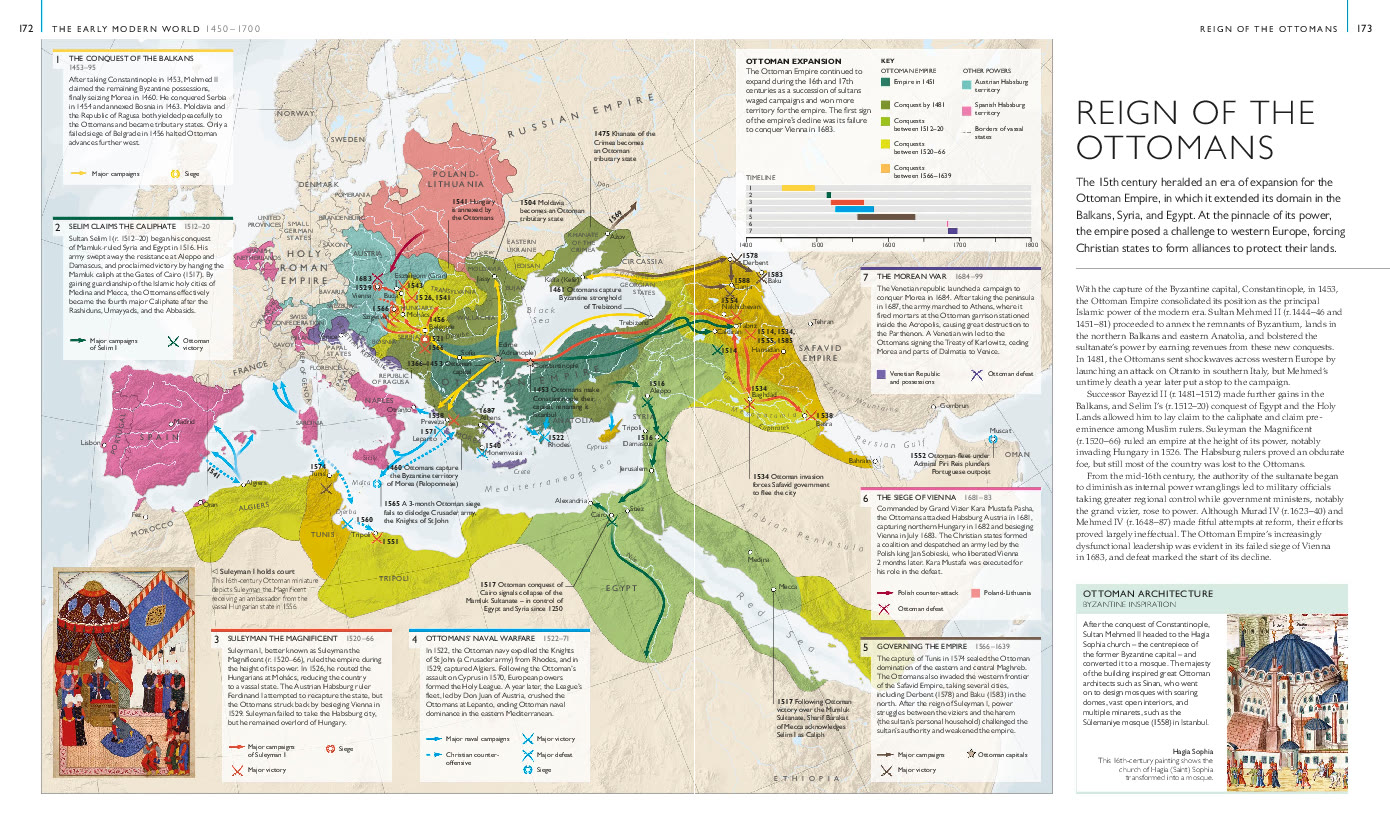 172 THE EARLY MODERN WORLD 1450–1700
REIGN OF THE OTTOMANS 173
1 THE CONQUEST OF THE BALKANS
1453–95
After taking Constantinople in 1453, Mehmed II
claimed the remaining Byzantine possessions,
finally seizing Morea in 1460. He conquered Serbia
in 1454 and annexed Bosnia in 1463. Moldavia and
the Republic of Ragusa both yielded peacefully to
the Ottomans and became tributary states. Only a
failed siege of Belgrade in 1456 halted Ottoman
advances further west.
Major campaigns
Siege
2 SELIM CLAIMS THE CALIPHATE 1512–20
Sultan Selim I (r. 1512–20) began his conquest
of Mamluk-ruled Syria and Egypt in 1516. His
army swept away the resistance at Aleppo and
Damascus, and proclaimed victory by hanging the
Mamluk caliph at the Gates of Cairo (1517). By
gaining guardianship of the Islamic holy cities of
Medina and Mecca, the Ottomans effectively
became the fourth major Caliphate after the
Rashiduns, Umayyads, and the Abbasids.
Major campaigns
of Selim I
Ottoman
victory
OTTOMAN EXPANSION
The Ottoman Empire continued to
expand during the 16th and 17th
centuries as a succession of sultans
waged campaigns and won more
territory for the empire. The first sign
of the empire's decline was its failure
to conquer Vienna in 1683.
KEY
OTTOMAN EMPIRE
Empire in 1451
Conquest by 1481
Conquests
between 1512–20
Conquests
between 1520–66
Conquests
between 1566–1639
OTHER POWERS
Austrian Habsburg
territory
Spanish Habsburg
territory
Borders of vassal
states
TIMELINE
1
2
3
4
5
6
7
1400 1500 1600 1700 1800
NORWAY
SWEDEN
RUSSIAN EMPIRE
DENMARK
POMERANIA
POLAND-
LITHUANIA
UNITED
PROVINCES
SMALL
GERMAN
STATES
BRANDENBURG
SAXONY
NETHERLANDS
HOLY
ROMAN
EMPIRE
AUSTRIA
BAVARIA
SWISS
CONFEDERATION
SAVOY
FRANCE
REP. OF GENOA
PAPAL
STATES
FLORENCE
REPUBLIC
OF RAGUSA
NAPLES
SARDINIA
Sicily
Malta
PORTUGAL
SPAIN
Madrid
Lisbon
MOROCCO
Fez
Oran
Algiers
ALGIERS
1541
1574
Tunis
TUNIS
Djerba
1560
Tripoli
1551
TRIPOLI
1475 Khanate of the
Crimea becomes
an Ottoman
tributary state
1541 Hungary
is annexed by
the Ottomans
1504 Moldavia
becomes an Ottoman
tributary state
Don
1569
Azov
KHANATE
OF THE
CRIMEA
EASTERN
UKRAINE
EDISAN
Dniester
MOLDAVIA
BUJAK
Jassy
TRANSYLVANIA
Kaffa (Kefe)
CIRCASSIA
GEORGIAN
STATES
1461 Ottomans capture
Byzantine stronghold
of Trebizond
Trebizond
Black
Sea
1683
1529
Vienna
Esztergom (Gran)
1543
Buda
1526, 1541
HUNGARY
Mohács
1566
Szigetvár
1456
Belgrade
1521
SERBIA
BOSNIA
Sofia
Edirne
(Adrianople)
Constantinople
1453 Ottomans make
Constantinople their
capital, renaming it
Istanbul
ANATOLIA
Otranto
1538
Preveza
1571
Lepanto
1687
Athens
1540
Monemvasia
1522
Rhodes
Crete
Cyprus
Mediterranean Sea
1460 Ottomans capture
the Byzantine territory
of Morea (Peloponnese)
1565 A 3-month Ottoman siege
fails to dislodge Crusader army,
the Knights of St John
1578
Derbent
1583
Baku
1588
1554
Nakhichevan
Tabriz
1514
1514, 1534,
1535, 1585
Hamadan
Tehran
SAFAVID
EMPIRE
1534
Baghdad
Mesopotamia
Euphrates
1538
Basra
Persian Gulf
Bahrain
Gombrun
Muscat
OMAN
1552 Ottoman fleet under
Admiral Piri Reis plunders
Portuguese outpost
1534 Ottoman invasion
forces Safavid government
to flee the city
1516
Aleppo
SYRIA
Tripoli
1516
Damascus
Jerusalem
Alexandria
Cairo
Suez
Nile
EGYPT
1517 Ottoman conquest of
Cairo signals collapse of the
Mamluk Sultanate – in control of
Egypt and Syria since 1250
Arabian Peninsula
Medina
Mecca
Red Sea
1517 Following Ottoman
victory over the Mumluk
Sultanate, Sharif Barakat
of Mecca acknowledges
Selim I as Caliph
ETHIOPIA
7 THE MOREAN WAR 1684–99
The Venetian republic launched a campaign to
conquer Morea in 1684. After taking the peninsula
in 1687, the army marched to Athens, where it
fired mortars at the Ottoman garrison stationed
inside the Acropolis, causing great destruction to
the Parthenon. A Venetian win led to the
Ottomans signing the Treaty of Karlowitz, ceding
Morea and parts of Dalmatia to Venice.
Venetian Republic
and possessions
Ottoman defeat
6 THE SIEGE OF VIENNA 1681–83
Commanded by Grand Vizier Kara Mustafa Pasha,
the Ottomans attacked Habsburg Austria in 1681,
capturing northern Hungary in 1682 and besieging
Vienna in July 1683. The Christian states formed
a coalition and despatched an army led by the
Polish king Jan Sobieski, who liberated Vienna
2 months later. Kara Mustafa was executed for
his role in the defeat.
Polish counter-attack
Poland-Lithuania
Ottoman defeat
5 GOVERNING THE EMPIRE 1566–1639
The capture of Tunis in 1574 sealed the Ottoman
domination of the eastern and central Maghreb.
The Ottomans also invaded the western frontier
of the Safavid Empire, taking several cities,
including Derbent (1578) and Baku (1583) in the
north. After the reign of Suleyman I, power
struggles between the viziers and the harem
(the sultan's personal household) challenged the
sultan's authority and weakened the empire.
Major campaigns
Ottoman capitals
Major victory
Suleyman I holds court
This 16th-century Ottoman miniature
depicts Suleyman the Magnificent
receiving an ambassador from the
vassal Hungarian state in 1556.
3 SULEYMAN THE MAGNIFICENT 1520–66
Suleyman I, better known as Suleyman the
Magnificent (r. 1520–66), ruled the empire during
the height of its power. In 1526, he routed the
Hungarians at Mohács, reducing the country
to a vassal state. The Austrian Habsburg ruler
Ferdinand I attempted to recapture the state, but
the Ottomans struck back by besieging Vienna in
1529. Suleyman failed to take the Habsburg city,
but he remained overlord of Hungary.
Major campaigns
of Suleyman I
Siege
Major victory
4 OTTOMANS' NAVAL WARFARE 1522–71
In 1522, the Ottoman navy expelled the Knights
of St John (a Crusader army) from Rhodes, and in
1529, captured Algiers. Following the Ottomans'
assault on Cyprus in 1570, European powers
formed the Holy League. A year later, the League's
fleet, led by Don Juan of Austria, crushed the
Ottomans at Lepanto, ending Ottoman naval
dominance in the eastern Mediterranean.
Major naval campaigns
Christian counter-
offensive
Major victory
Major defeat
Siege
REIGN OF THE
OTTOMANS
The 15th century heralded an era of expansion for the
Ottoman Empire, in which it extended its domain in the
Balkans, Syria, and Egypt. At the pinnacle of its power,
the empire posed a challenge to western Europe, forcing
Christian states to form alliances to protect their lands.
With the capture of the Byzantine capital, Constantinople, in 1453,
the Ottoman Empire consolidated its position as the principal
Islamic power of the modern era. Sultan Mehmed II (r.1444–46 and
1451–81) proceeded to annex the remnants of Byzantium, lands in
the northern Balkans and eastern Anatolia, and bolstered the
sultanate's power by earning revenues from these new conquests.
In 1481, the Ottomans sent shockwaves across western Europe by
launching an attack on Otranto in southern Italy, but Mehmed's
untimely death a year later put a stop to the campaign.
Successor Bayezid II (r.1481–1512) made further gains in the
Balkans, and Selim I's (r.1512–20) conquest of Egypt and the Holy
Lands allowed him to lay claim to the caliphate and claim pre-
eminence among Muslim rulers. Suleyman the Magnificent
(r.1520–66) ruled an empire at the height of its power, notably
invading Hungary in 1526. The Habsburg rulers proved an obdurate
foe, but still most of the country was lost to the Ottomans.
From the mid-16th century, the authority of the sultanate began
to diminish as internal power wranglings led to military officials
taking greater regional control while government ministers, notably
the grand vizier, rose to power. Although Murad IV (r.1623–40) and
Mehmed IV (r.1648–87) made fitful attempts at reform, their efforts
proved largely ineffectual. The Ottoman Empire's increasingly
dysfunctional leadership was evident in its failed siege of Vienna
in 1683, and defeat marked the start of its decline.
OTTOMAN ARCHITECTURE
BYZANTINE INSPIRATION
After the conquest of Constantinople,
Sultan Mehmed II headed to the Hagia
Sophia church – the centrepiece of
the former Byzantine capital – and
converted it to a mosque. The majesty
of the building inspired great Ottoman
architects such as Sinan, who went
on to design mosques with soaring
domes, vast open interiors, and
multiple minarets, such as the
Sülemaniye mosque (1558) in Istanbul.
Hagia Sophia
This 16th-century painting shows the
church of Hagia (Saint) Sophia
transformed into a mosque.